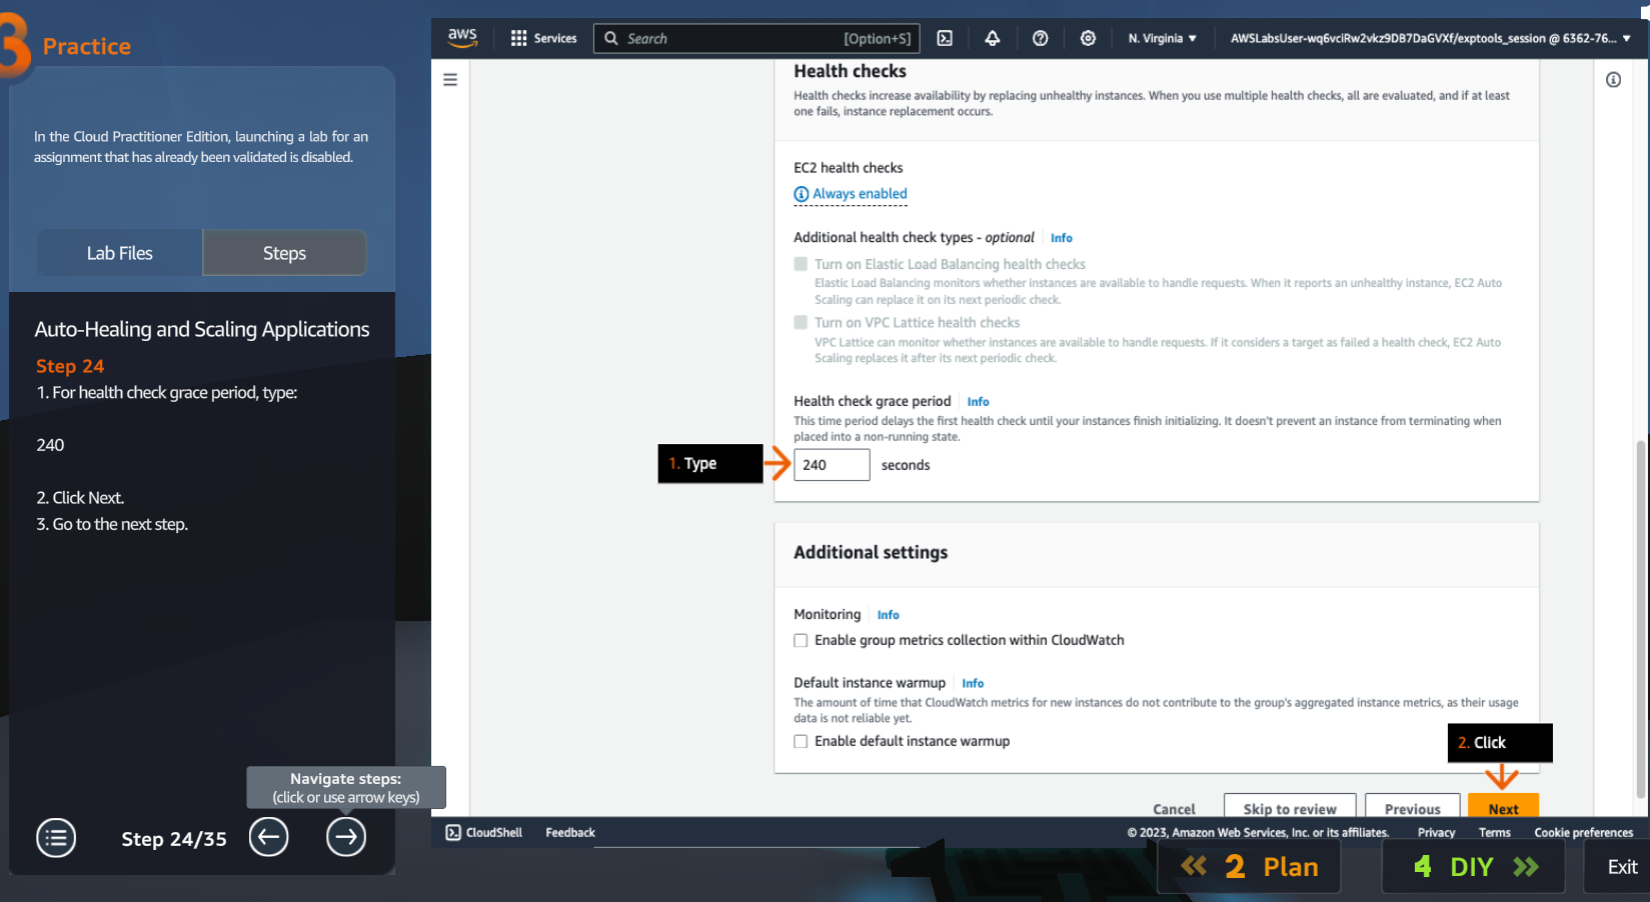 3 Practice
In the Cloud Practitioner Edition, launching a lab for an
assignment that has already been validated is disabled.
Lab Files
Steps
Auto-Healing and Scaling Applications
Step 24
1. For health check grace period, type:
240
2. Click Next.
3. Go to the next step.
Navigate steps:
(click or use arrow keys)
Step 24/35
aws
Services
Search
[Option+S]
N. Virginia
AWSLabsUser-wq6vciRw2vkz9DB7DaGVXf/exptools_session @ 6362-76...
Health checks
Health checks increase availability by replacing unhealthy instances. When you use multiple health checks, all are evaluated, and if at least
one fails, instance replacement occurs.
EC2 health checks
Always enabled
Additional health check types - optional
Info
Turn on Elastic Load Balancing health checks
Elastic Load Balancing monitors whether instances are available to handle requests. When it reports an unhealthy instance, EC2 Auto
Scaling can replace it on its next periodic check.
Turn on VPC Lattice health checks
VPC Lattice can monitor whether instances are available to handle requests. If it considers a target as failed a health check, EC2 Auto
Scaling replaces it after its next periodic check.
Health check grace period
Info
This time period delays the first health check until your instances finish initializing. It doesn't prevent an instance from terminating when
placed into a non-running state.
1. Type
240
seconds
Additional settings
Monitoring
Info
Enable group metrics collection within CloudWatch
Default instance warmup
Info
The amount of time that CloudWatch metrics for new instances do not contribute to the group's aggregated instance metrics, as their usage
data is not reliable yet.
Enable default instance warmup
2. Click
Cancel
Skip to review
Previous
Next
CloudShell
Feedback
© 2023, Amazon Web Services, Inc. or its affiliates.
Privacy
Terms
Cookie preferences
2 Plan
4 DIY
Exit